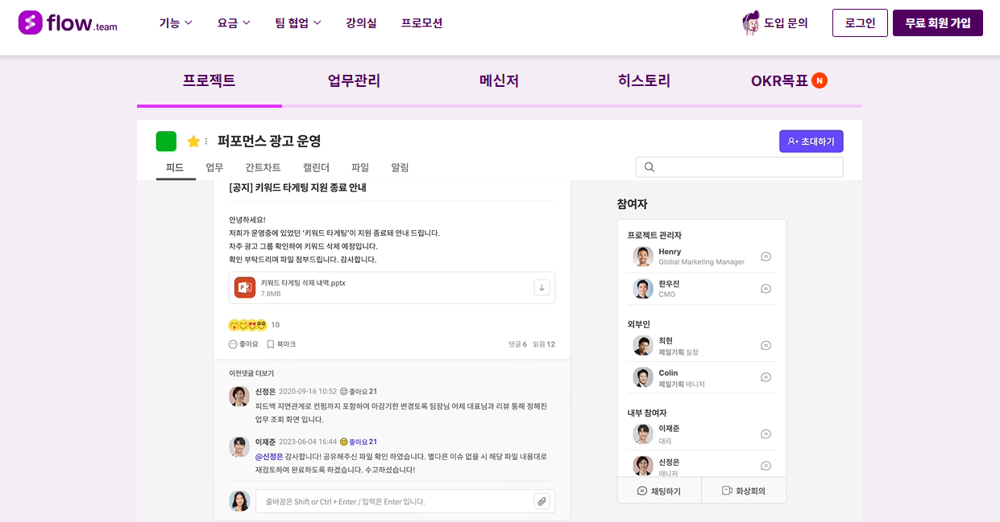 flow.team
기능
요금
팀 협업
강의실
프로모션
도입 문의
로그인
무료 회원 가입
프로젝트
업무관리
메신저
히스토리
OKR목표 N
퍼포먼스 광고 운영
초대하기
피드
업무
간트차트
캘린더
파일
알림
[공지] 키워드 타게팅 지원 종료 안내
안녕하세요!
저희가 운영중에 있었던 '키워드 타게팅'이 지원 종료돼 안내 드립니다.
차주 광고 그룹 확인하여 키워드 삭제 예정입니다.
확인 부탁드리며 파일 첨부드립니다. 감사합니다.
키워드 타게팅 삭제 내역.pptx
7.8MB
10
좋아요
북마크
댓글 6 읽음 12
이전댓글 더보기
신정은 2020-09-16 10:52 좋아요 21
피드백 지연관계로 컨펌까지 포함하여 마감기한 변경토록 팀장님 어제 대표님과 리뷰 통해 정해진
업무 조회 화면 입니다.
이재준 2023-06-04 16:44 좋아요 21
@신정은 감사합니다! 공유해주신 파일 확인 하였습니다. 별다른 이슈 없을 시 해당 파일 내용대로
재검토하여 완료하도록 하겠습니다. 수고하셨습니다!
줄바꿈은 Shift or Ctrl + Enter / 입력은 Enter 입니다.
참여자
프로젝트 관리자
Henry
Global Marketing Manager
한우진
CMO
외부인
최현
제일기획 실장
Colin
제일기획 매니저
내부 참여자
이재준
대리
신정은
매니저
채팅하기
화상회의